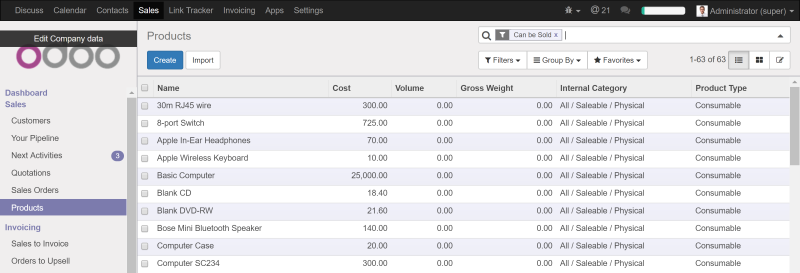 Discuss Calendar Contacts Sales Link Tracker Invoicing Apps Settings @ 21 Administrator (super)
Edit Company data
Products
Can be Sold x
Create Import
Filters Group By Favorites 1-63 of 63
Dashboard
Sales
Customers
Your Pipeline
Next Activities 3
Quotations
Sales Orders
Products
Invoicing
Sales to Invoice
Orders to Upsell
Name Cost Volume Gross Weight Internal Category Product Type
30m RJ45 wire 300.00 0.00 0.00 All / Saleable / Physical Consumable
8-port Switch 725.00 0.00 0.00 All / Saleable / Physical Consumable
Apple In-Ear Headphones 70.00 0.00 0.00 All / Saleable / Physical Consumable
Apple Wireless Keyboard 10.00 0.00 0.00 All / Saleable / Physical Consumable
Basic Computer 25,000.00 0.00 0.00 All / Saleable / Physical Consumable
Blank CD 18.40 0.00 0.00 All / Saleable / Physical Consumable
Blank DVD-RW 21.60 0.00 0.00 All / Saleable / Physical Consumable
Bose Mini Bluetooth Speaker 140.00 0.00 0.00 All / Saleable / Physical Consumable
Computer Case 20.00 0.00 0.00 All / Saleable / Physical Consumable
Computer SC234 300.00 0.00 0.00 All / Saleable / Physical Consumable